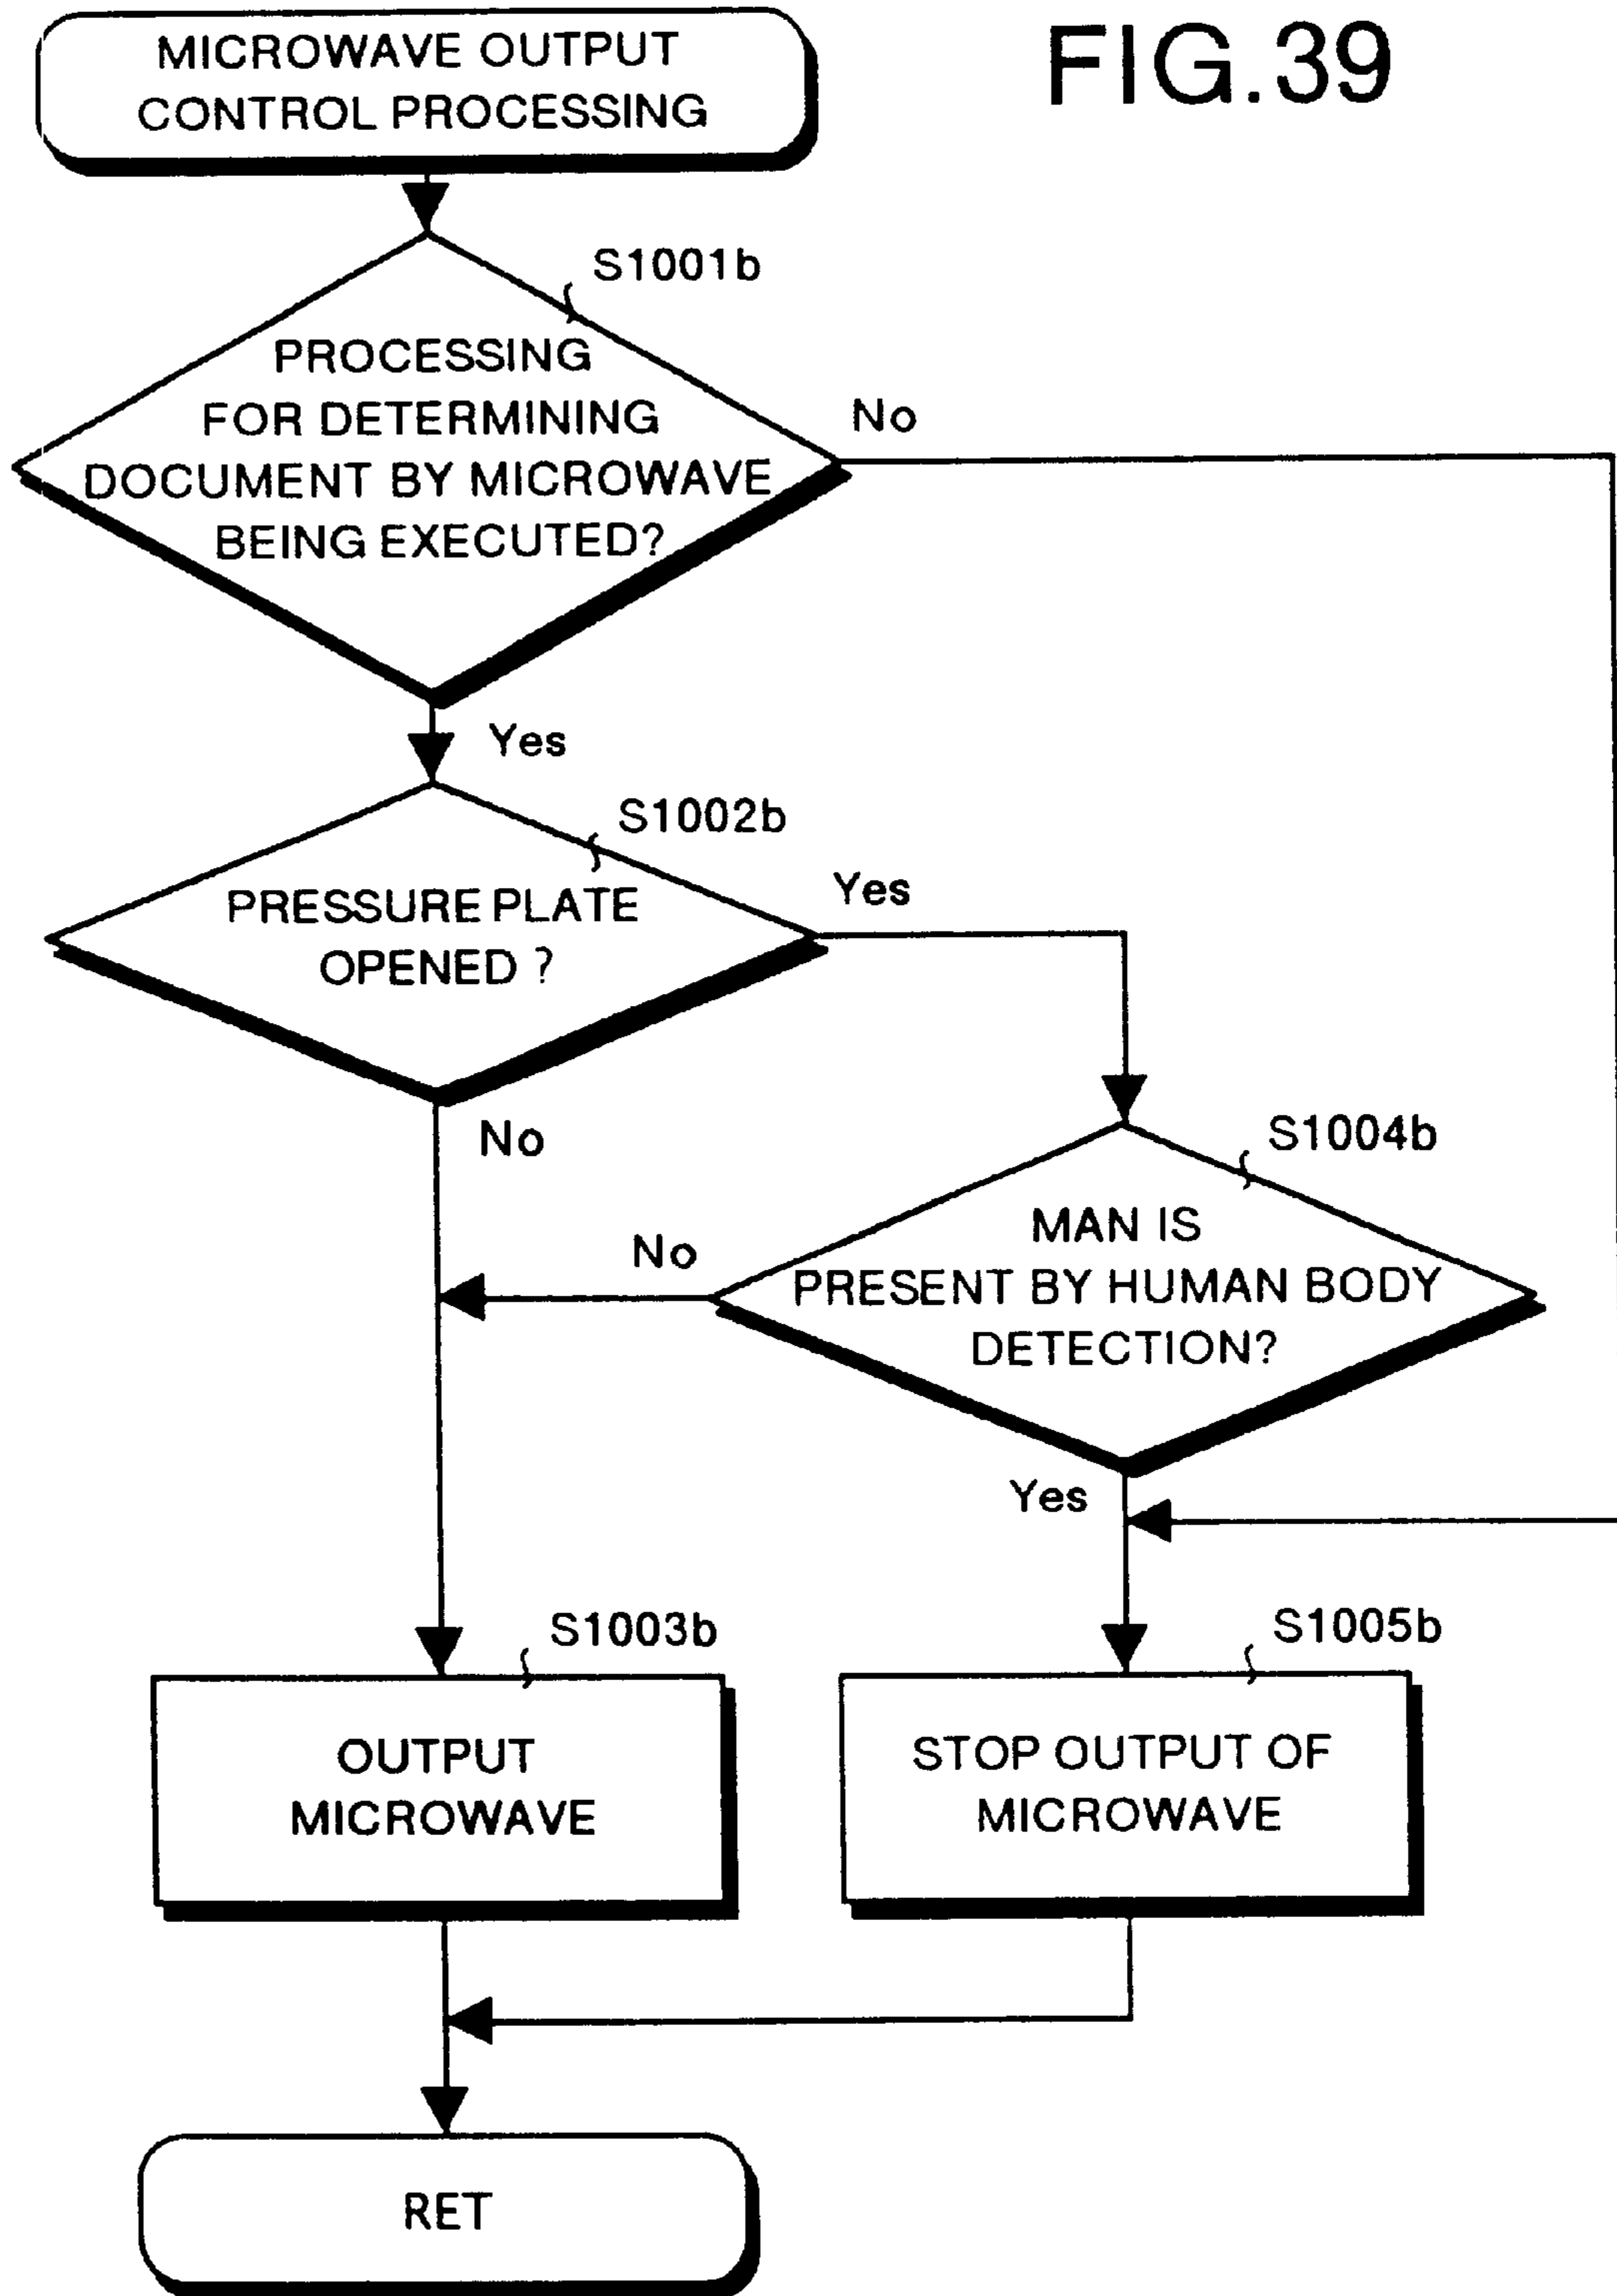 FIG.39
MICROWAVE OUTPUT
CONTROL PROCESSING
S1001b
PROCESSING
FOR DETERMINING
DOCUMENT BY MICROWAVE
BEING EXECUTED?
No
Yes
S1002b
PRESSURE PLATE
OPENED ?
Yes
No
S1004b
MAN IS
PRESENT BY HUMAN BODY
DETECTION?
No
Yes
S1003b
OUTPUT
MICROWAVE
S1005b
STOP OUTPUT OF
MICROWAVE
RET